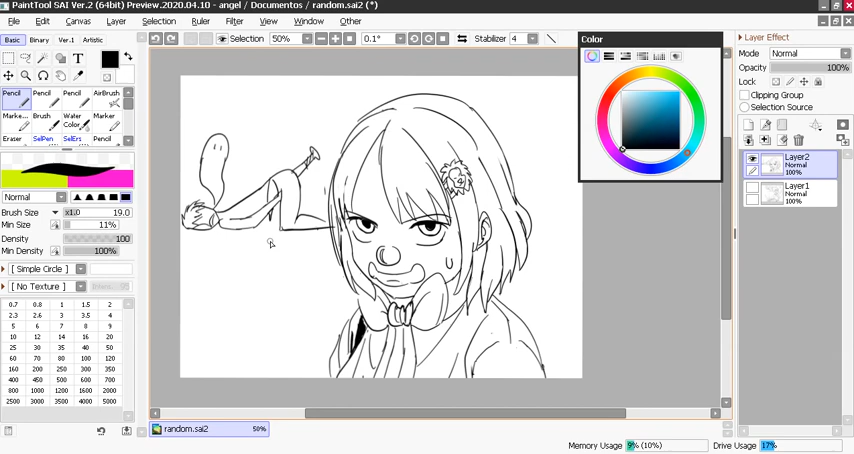 PaintTool SAI Ver.2 (64bit) Preview.2020.04.10 - angel / Documentos / random.sai2 (*)
File Edit Canvas Layer Selection Ruler Filter View Window Other
Basic Binary Ver.1 Artistic
Selection 50% 0.1° Stabilizer 4
Color
Layer Effect
Mode Normal
Opacity 100%
Lock
Clipping Group
Selection Source
Layer2
Normal
100%
Layer1
Normal
100%
Pencil Pencil Pencil AirBrush
Marke... Brush Water Color Marker
Eraser SelPen SelErs Pencil
Normal
Brush Size x1.0 19.0
Min Size 11%
Density 100
Min Density 100%
[ Simple Circle ]
[ No Texture ]
0.7 0.8 1 1.5 2
2.3 2.6 3 3.5 4
5 6 7 8 9
10 12 14 16 20
25 30 35 40 50
60 70 80 100 120
160 200 250 300 350
400 450 500 600 700
800 1000 1200 1400 1600
2500 3000 3500 4000 5000
random.sai2 50%
Memory Usage 9% (10%) Drive Usage 17%